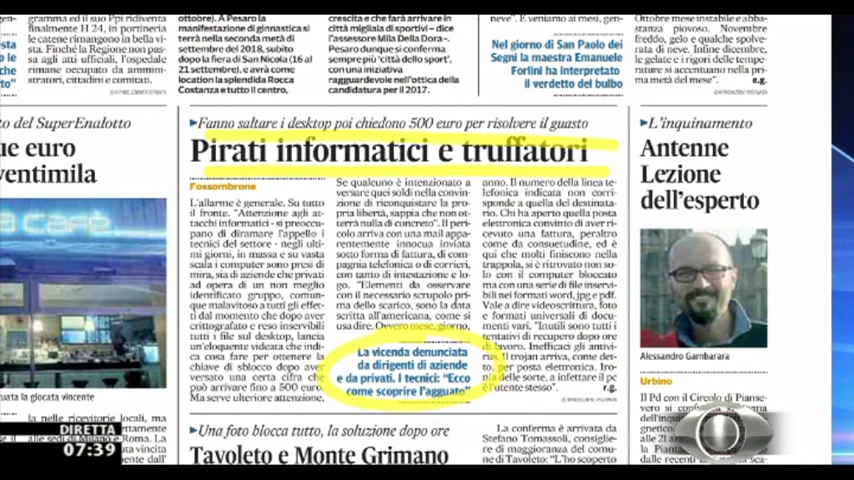 grammi ed il suo Ppi ridiventa
finalmente H 24, in portineria
le catene rimangono in bella vi-
sta. Finché la Regione non pas-
sa agli atti ufficiali, l'ospedale
rimane occupato da ammini-
stratori, cittadini e comitati.
ottobre). A Pesaro la
manifestazione di ginnastica si
terrà nella seconda metà di
settembre del 2018, subito
dopo la fiera di San Nicola (16 al
21 settembre), e avrà come
location la splendida Rocca
Costanza e tutto il centro,
crescita e che farà arrivare in
città migliaia di sportivi – dice
l'assessore Mila Della Dora-.
Pesaro dunque si conferma
sempre più 'città dello sport',
con una iniziativa
ragguardevole nell'ottica della
candidatura per il 2017.
neve". E veniamo ai mesi, gen-
Nel giorno di San Paolo dei
Segni la maestra Emanuele
Forlini ha interpretato
il verdetto del bulbo
Ottobre mese instabile e abba-
stanza piovoso. Novembre
freddo, gelo e qualche spolve-
rata di neve. Infine dicembre,
le gelate e i rigori delle tempera-
ture si accentuano nella pri-
ma metà del mese".
e.g.
to del SuperEnalotto
ue euro
ventimila
a cafè
vincita la giocata vincente
la nelle ricevitorie locali, ma
alle sedi di Milano e Roma. La
Fanno saltare i desktop poi chiedono 500 euro per risolvere il guasto
Pirati informatici e truffatori
Fossombrone
L'allarme è generale. Su tutto
il fronte. "Attenzione agli at-
tacchi informatici - si preoccu-
pano di diramare l'appello i
tecnici del settore - negli ulti-
mi giorni, in massa e su vasta
scala i computer sono presi di
mira, sia di aziende che privati
ad opera di un non meglio
identificato gruppo, comun-
que malavitoso a tutti gli effet-
ti dal momento che dopo aver
crittografato e reso inservibili
tutti i file sul desktop, lancia
un'eloquente videata che indi-
ca cosa fare per ottenere la
chiave di sblocco dopo aver
versato una certa cifra che
può arrivare fino a 500 euro.
Ma serve ulteriore attenzione.
Se qualcuno è intenzionato a
versare quei soldi nella convin-
zione di riconquistare la pro-
pria libertà, sappia che non ot-
terrà nulla di concreto". Il peri-
colo arriva con una mail appa-
rentemente innocua inviata
sotto forma di fattura, di com-
pagnia telefonica o di corrieri,
con tanto di intestazione e lo-
go. "Elementi da osservare
con il necessario scrupolo pri-
ma dello scarico, sono la data
scritta all'americana, come si
usa dire. Ovvero mese, giorno,
La vicenda denunciata
da dirigenti di aziende
e da privati. I tecnici: "Ecco
come scoprire l'agguato"
anno. Il numero della linea te-
lefonica indicata non corri-
sponde a quella del destinata-
rio. Chi ha aperto quella posta
elettronica convinto di aver ri-
cevuto una fattura, peraltro
come da consuetudine, ed è
qui che molti finiscono nella
trappola, si è ritrovato non so-
lo con il computer bloccato
ma con una serie di file inservi-
bili nei formati word, jpg e pdf.
Vale a dire videoscrittura, foto
e formati universali di docu-
menti vari. "Inutili sono tutti i
tentativi di recupero dopo ore
di lavoro. Inefficaci gli antivi-
rus. Il trojan arriva, come det-
to, per posta elettronica. Iro-
nia delle sorte, a infettare il pc
è l'utente stesso".
r.g.
Una foto blocca tutto, la soluzione dopo ore
Tavoleto e Monte Grimano
La conferma è arrivata da
Stefano Tomassoli, consiglie-
re di maggioranza del comu-
ne di Tavoleto: "L'ho scoperto
L'inquinamento
Antenne
Lezione
dell'esperto
Alessandro Gambarara
Urbino
Il Pd con il Circolo di Pianse-
DIRETTA
07:39